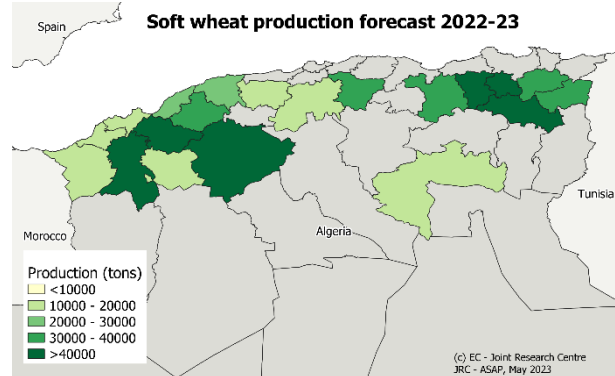 Soft wheat production forecast 2022-23
Spain
Tunisia
Morocco
Algeria
Production (tons)
<10000
10000 - 20000
20000 - 30000
30000 - 40000
>40000
(c) EC - Joint Research Centre
JRC - ASAP, May 2023